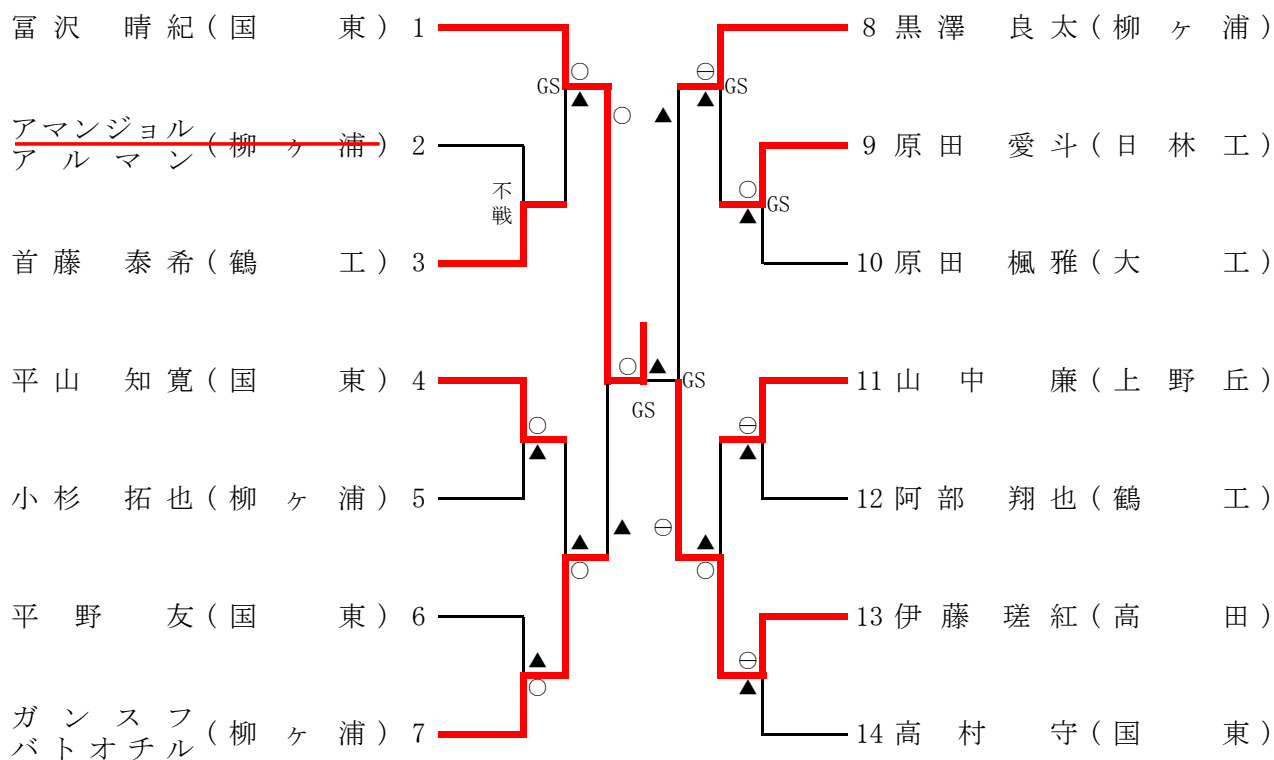 冨沢 晴紀(国 東) 1
GS ○
▲
○
アマンジョル
アルマン
(柳ヶ浦) 2
不戦
首藤 泰希(鶴 工) 3
平山 知寛(国 東) 4
○
▲
小杉 拓也(柳ヶ浦) 5
▲
○
▲
平野 友(国 東) 6
▲
○
ガンスフ
バトオチル
(柳ヶ浦) 7
○ ▲
GS
GS
8 黒澤 良太(柳ヶ浦)
⊖
▲ GS
▲
9 原田 愛斗(日林工)
○
▲ GS
10 原田 楓雅(大 工)
11 山中 廉(上野丘)
⊖
▲
12 阿部 翔也(鶴 工)
⊖
▲
○
13 伊藤 瑳紅(高 田)
⊖
▲
14 高村 守(国 東)